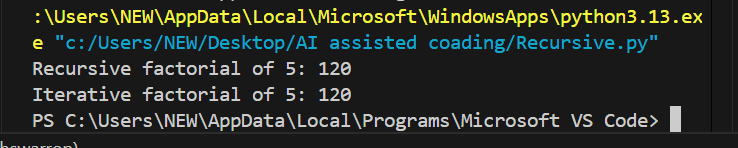 :\Users\NEW\AppData\Local\Microsoft\WindowsApps\python3.13.ex
e "c:/Users/NEW/Desktop/AI assisted coading/Recursive.py"
Recursive factorial of 5: 120
Iterative factorial of 5: 120
PS C:\Users\NEW\AppData\Local\Programs\Microsoft VS Code>